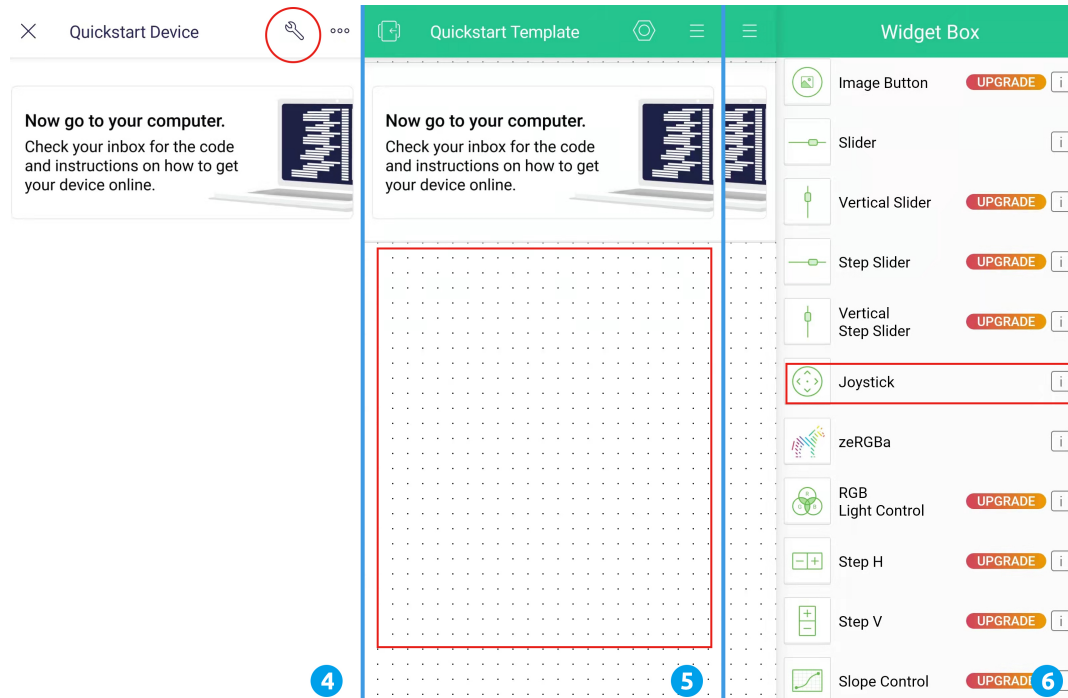 Quickstart Device
Now go to your computer.
Check your inbox for the code
and instructions on how to get
your device online.
4
Quickstart Template
Now go to your computer.
Check your inbox for the code
and instructions on how to get
your device online.
5
Widget Box
Image Button UPGRADE i
Slider i
Vertical Slider UPGRADE i
Step Slider UPGRADE i
Vertical
Step Slider UPGRADE i
Joystick i
zeRGBa i
RGB
Light Control UPGRADE i
R
G B
Step H UPGRADE i
Step V UPGRADE i
Slope Control UPGRADE
6